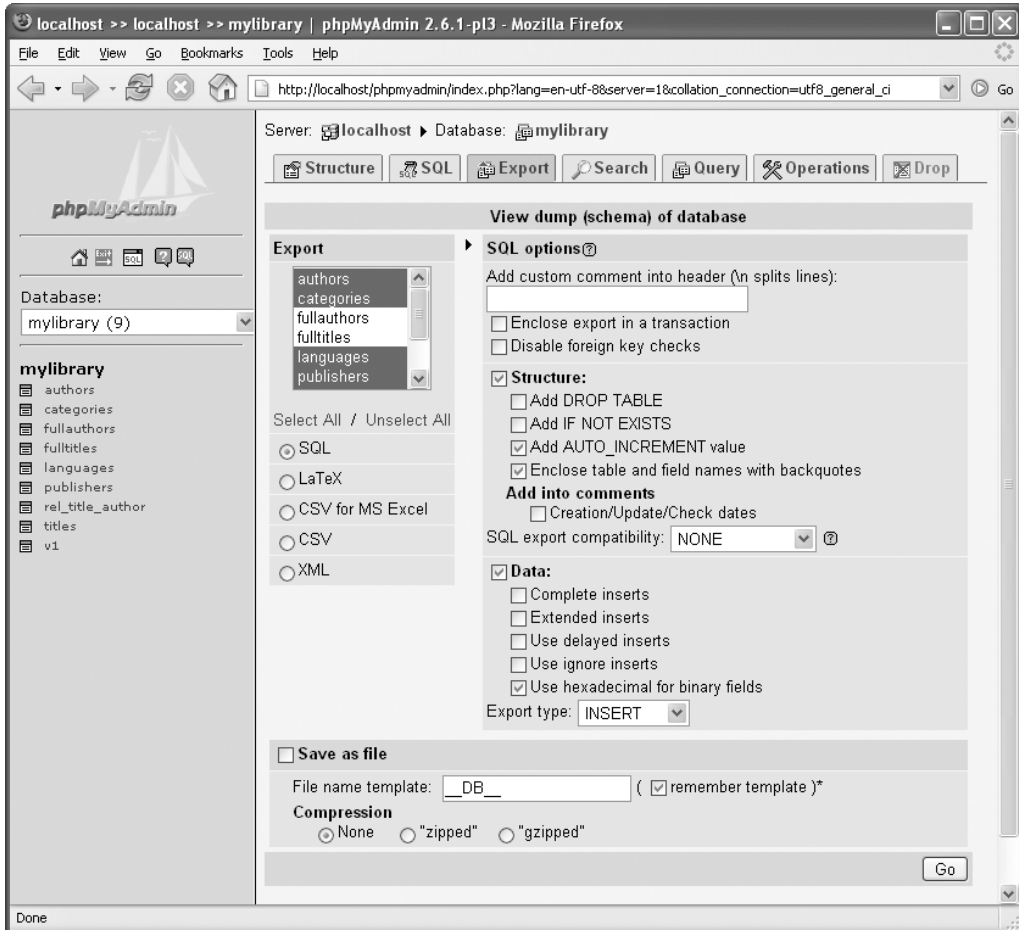 localhost >> localhost >> mylibrary | phpMyAdmin 2.6.1-pl3 - Mozilla Firefox
File Edit View Go Bookmarks Tools Help
http://localhost/phpmyadmin/index.php?lang=en-utf-8&server=1&collation_connection=utf8_general_ci Go
phpMyAdmin
Exit SQL SQL
Database:
mylibrary (9)
mylibrary
authors
categories
fullauthors
fulltitles
languages
publishers
rel_title_author
titles
v1
Server: localhost Database: mylibrary
Structure SQL Export Search Query Operations Drop
View dump (schema) of database
Export
authors
categories
fullauthors
fulltitles
languages
publishers
Select All / Unselect All
SQL
LaTeX
CSV for MS Excel
CSV
XML
SQL options
Add custom comment into header (\n splits lines):
Enclose export in a transaction
Disable foreign key checks
Structure:
Add DROP TABLE
Add IF NOT EXISTS
Add AUTO_INCREMENT value
Enclose table and field names with backquotes
Add into comments
Creation/Update/Check dates
SQL export compatibility: NONE
Data:
Complete inserts
Extended inserts
Use delayed inserts
Use ignore inserts
Use hexadecimal for binary fields
Export type: INSERT
Save as file
File name template: __DB__ ( remember template )*
Compression
None "zipped" "gzipped"
Go
Done